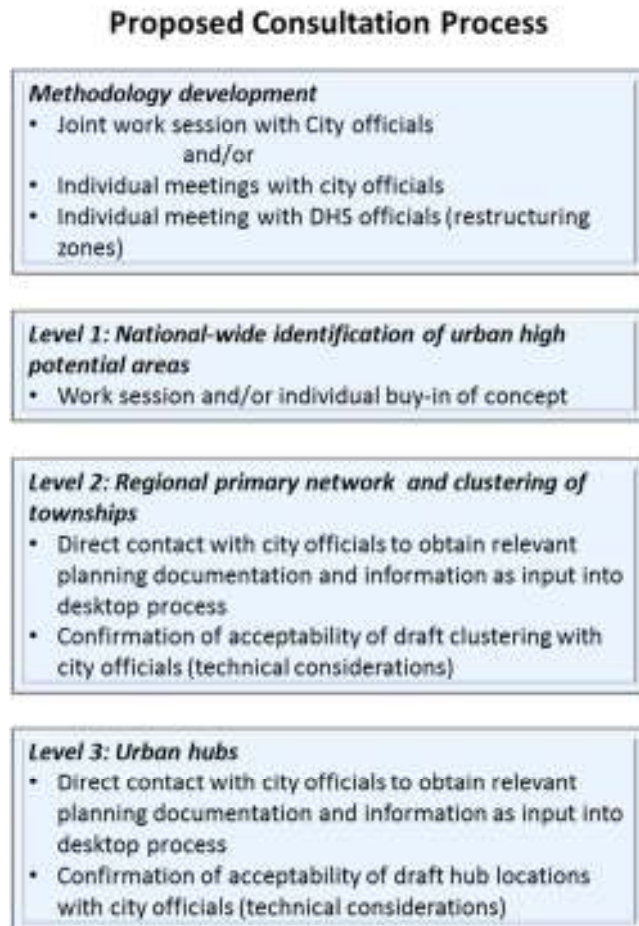 Proposed Consultation Process
Methodology development
• Joint work session with City officials
and/or
• Individual meetings with city officials
• Individual meeting with DHS officials (restructuring
zones)
Level 1: National-wide identification of urban high
potential areas
• Work session and/or individual buy-in of concept
Level 2: Regional primary network and clustering of
townships
• Direct contact with city officials to obtain relevant
planning documentation and information as input into
desktop process
• Confirmation of acceptability of draft clustering with
city officials (technical considerations)
Level 3: Urban hubs
• Direct contact with city officials to obtain relevant
planning documentation and information as input into
desktop process
• Confirmation of acceptability of draft hub locations
with city officials (technical considerations)